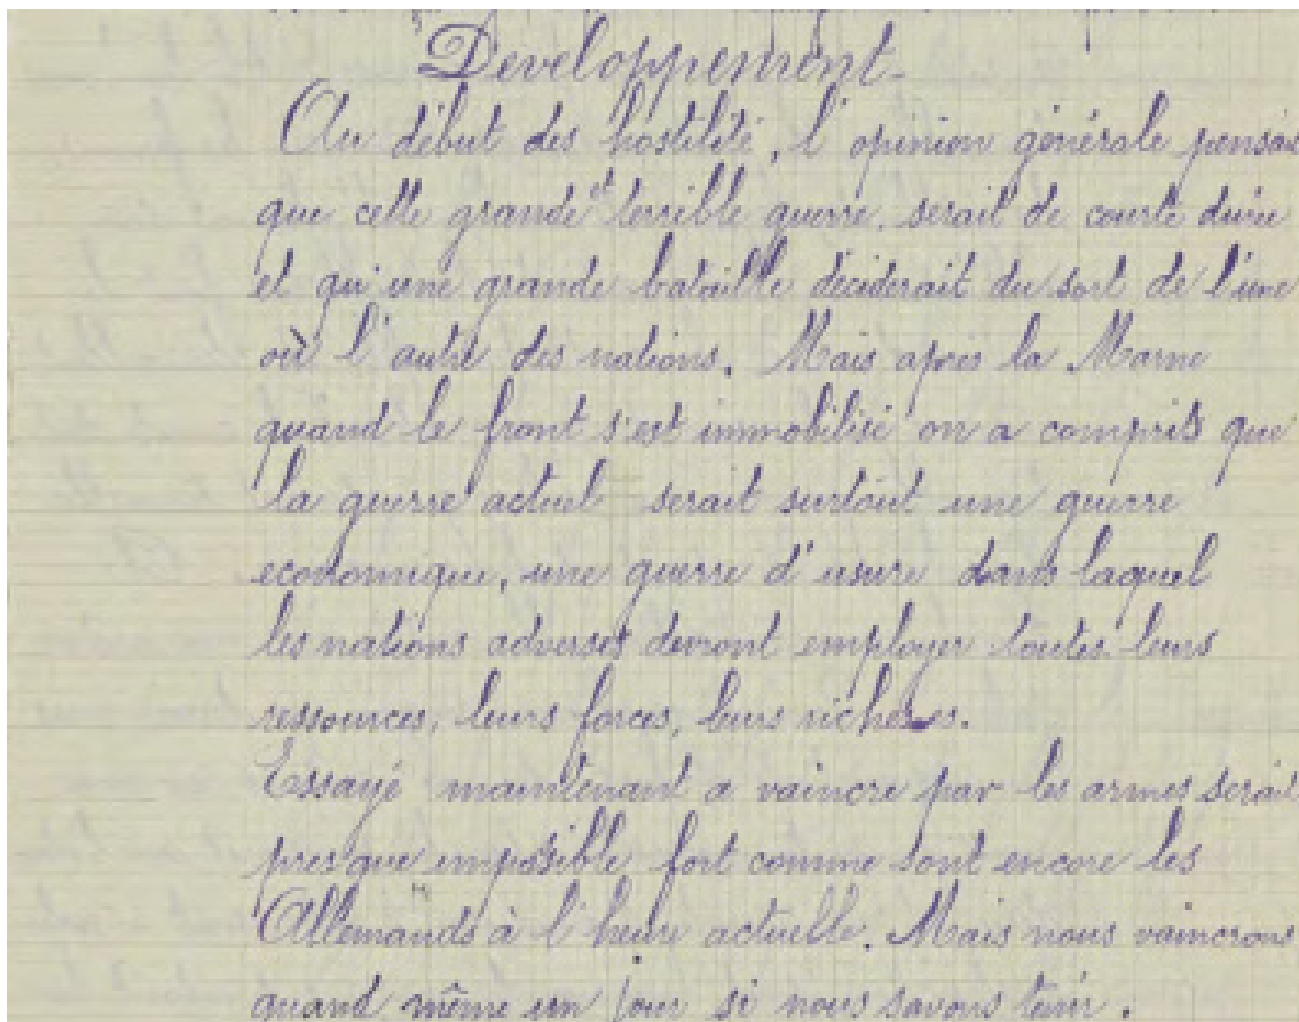 Developpement
Au début des hostilité, l'opinion générale pensais
que cette grande et terrible guerre serait de courte durée
et qu'une grande bataille déciderait du sort de l'une
où l'autre des nations. Mais après la Marne
quand le front s'est immobilisé on a compris que
la guerre actuel serait surtout une guerre
economique, une guerre d'usure dans laquel
les nations adverses devront employer toutes leurs
ressources, leurs forces, leurs richesses.
Essayé maintenant a vaincre par les armes serait
presque imposible fort comme sont encore les
Allemands à l'heure actuelle. Mais nous vaincrons
quand même un jour si nous savons tenir.